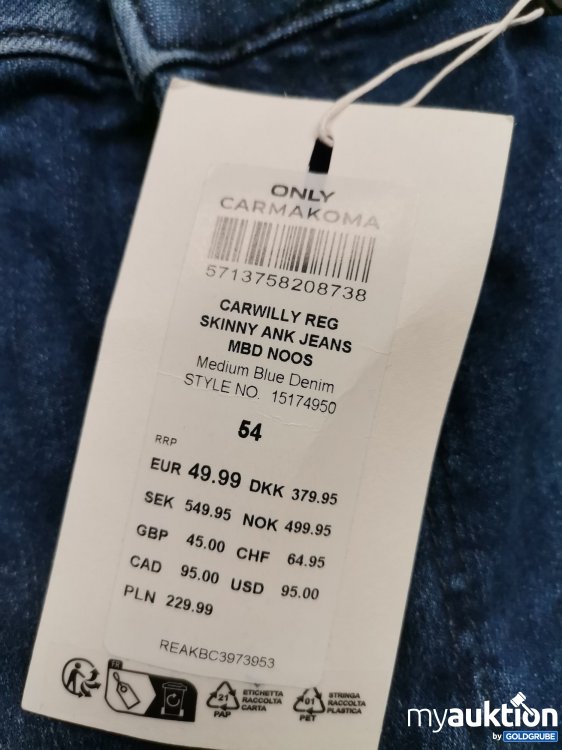 ONLY
CARMAKOMA
5713758208738
CARWILLY REG
SKINNY ANK JEANS
MBD NOOS
Medium Blue Denim
STYLE NO. 15174950
54
RRP
EUR 49.99 DKK 379.95
SEK 549.95 NOK 499.95
GBP 45.00 CHF 64.95
CAD 95.00 USD 95.00
PLN 229.99
REAKBC3973953
FR
21
PAP
ETICHETTA
RACCOLTA
CARTA
01
PET
STRINGA
RACCOLTA
PLASTICA
myauktion
by GOLDGRUBE